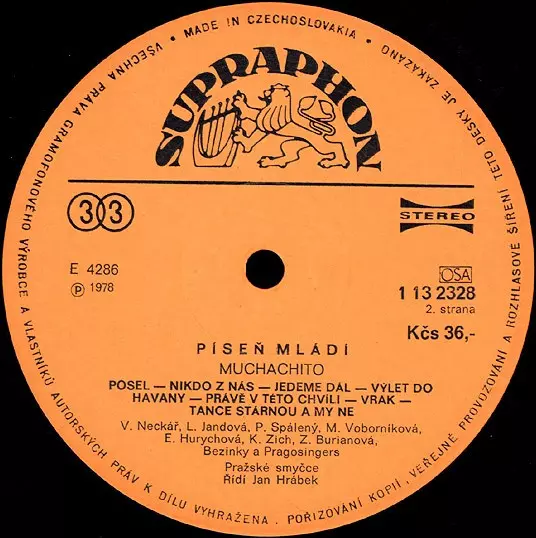 MADE IN CZECHOSLOVAKIA • VŠECHNA PRÁVA GRAMOFONOVÉHO VÝROBCE A VLASTNÍKŮ AUTORSKÝCH PRÁV K DÍLU VYHRAŽENA. POŘIZOVÁNÍ KOPIÍ, VEŘEJNÉ PROVOZOVÁNÍ A ROZHLASOVÉ ŠÍŘENÍ TÉTO DESKY JE ZAKÁZÁNO •
SUPRAPHON
33
STEREO
E 4286
Ⓟ 1978
OSA
1 13 2328
2. strana
Kčs 36,-
PÍSEŇ MLÁDÍ
MUCHACHITO
POSEL — NIKDO Z NÁS — JEDEME DÁL — VÝLET DO
HAVANY — PRÁVĚ V TÉTO CHVÍLI — VRAK —
TANCE STÁRNOU A MY NE
V. Neckář, L. Jandová, P. Spálený, M. Voborníková,
E. Hurychová, K. Zich, Z. Burianová,
Bezinky a Pragosingers
Pražské smyčce
Řídí Jan Hrábek